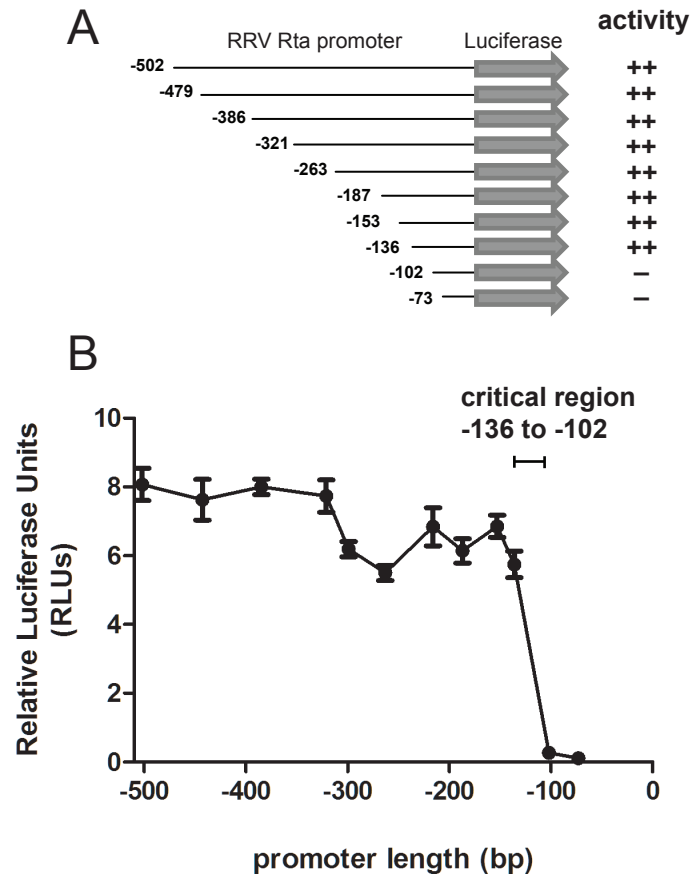 A
RRV Rta promoter Luciferase activity
-502 ++
-479 ++
-386 ++
-321 ++
-263 ++
-187 ++
-153 ++
-136 ++
-102 –
-73 –
B
critical region
-136 to -102
Relative Luciferase Units
(RLUs)
10
8
6
4
2
0
-500 -400 -300 -200 -100 0
promoter length (bp)